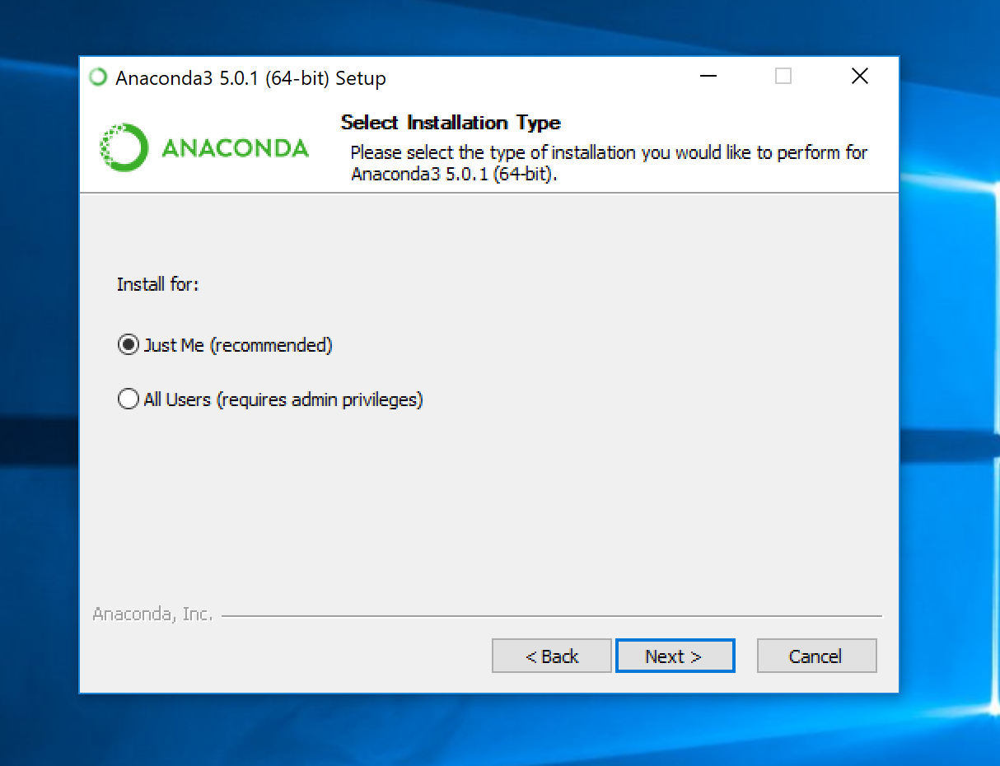 Anaconda3 5.0.1 (64-bit) Setup
ANACONDA
Select Installation Type
Please select the type of installation you would like to perform for
Anaconda3 5.0.1 (64-bit).
Install for:
Just Me (recommended)
All Users (requires admin privileges)
Anaconda, Inc.
< Back
Next >
Cancel